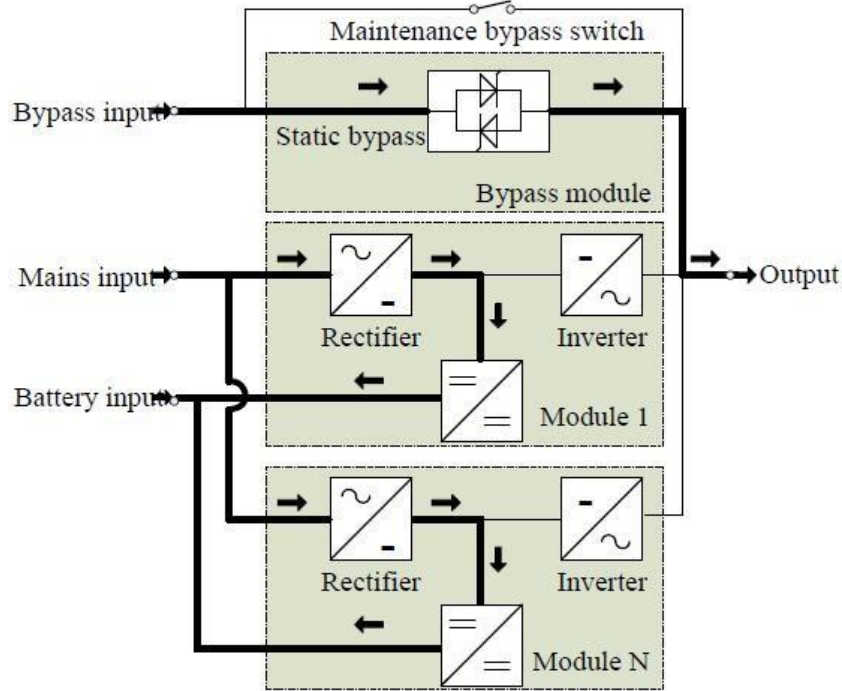 Maintenance bypass switch
Bypass input
Static bypass
Bypass module
Mains input
Output
Rectifier
Inverter
Battery input
Module 1
Rectifier
Inverter
Module N